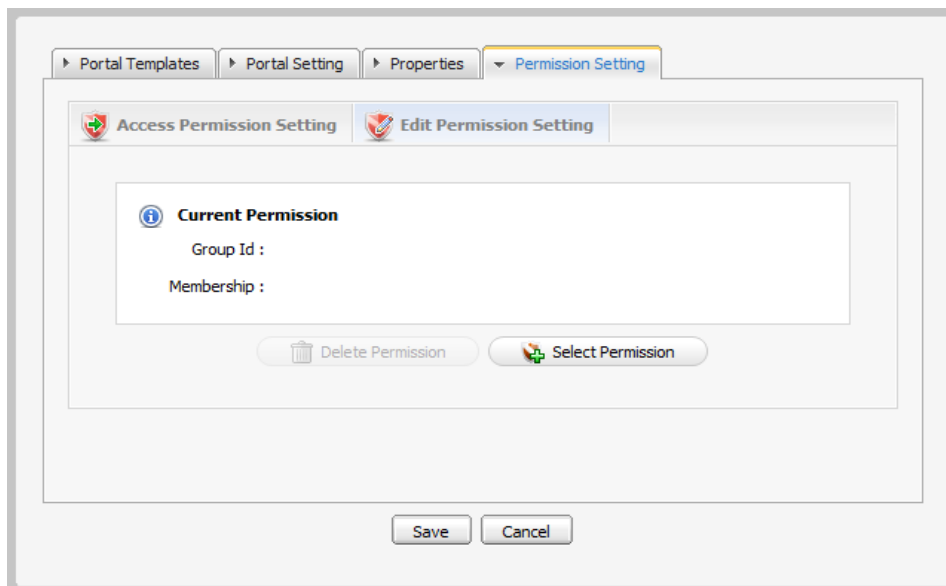 Portal Templates Portal Setting Properties Permission Setting
Access Permission Setting Edit Permission Setting
Current Permission
Group Id :
Membership :
Delete Permission Select Permission
Save Cancel